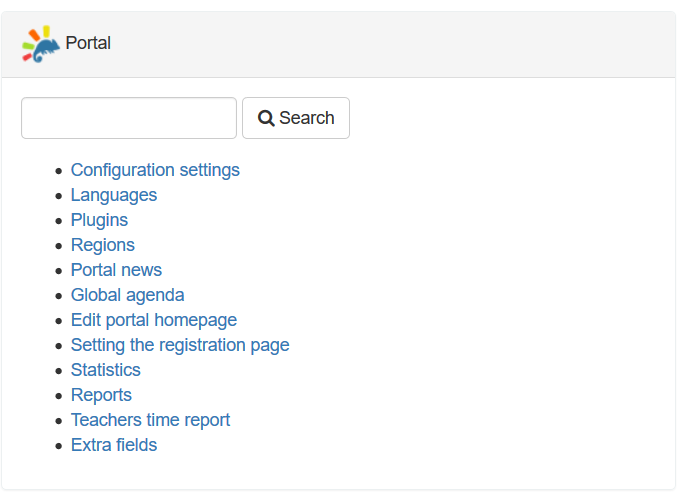 Portal
Search
Configuration settings
Languages
Plugins
Regions
Portal news
Global agenda
Edit portal homepage
Setting the registration page
Statistics
Reports
Teachers time report
Extra fields